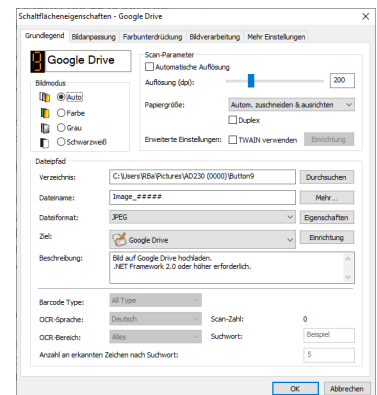 Schaltflächeneigenschaften - Google Drive
Grundlegend Bildanpassung Farbunterdrückung Bildverarbeitung Mehr Einstellungen
9 Google Drive
Bildmodus
Auto
Farbe
Grau
Schwarzweiß
Scan-Parameter
Automatische Auflösung
Auflösung (dpi): 200
Papiergröße: Autom. zuschneiden & ausrichten
Duplex
Erweiterte Einstellungen: TWAIN verwenden Einrichtung
Dateipfad
Verzeichnis: C:\Users\RBa\Pictures\AD230 (0000)\Button9 Durchsuchen
Dateiname: Image_##### Mehr...
Dateiformat: JPEG Eigenschaften
Ziel: Google Drive Einrichtung
Beschreibung: Bild auf Google Drive hochladen.
.NET Framework 2.0 oder höher erforderlich.
Barcode Type: All Type
OCR-Sprache: Deutsch Scan-Zahl: 0
OCR-Bereich: Alles Suchwort: Beispiel
Anzahl an erkannten Zeichen nach Suchwort: 5
OK Abbrechen